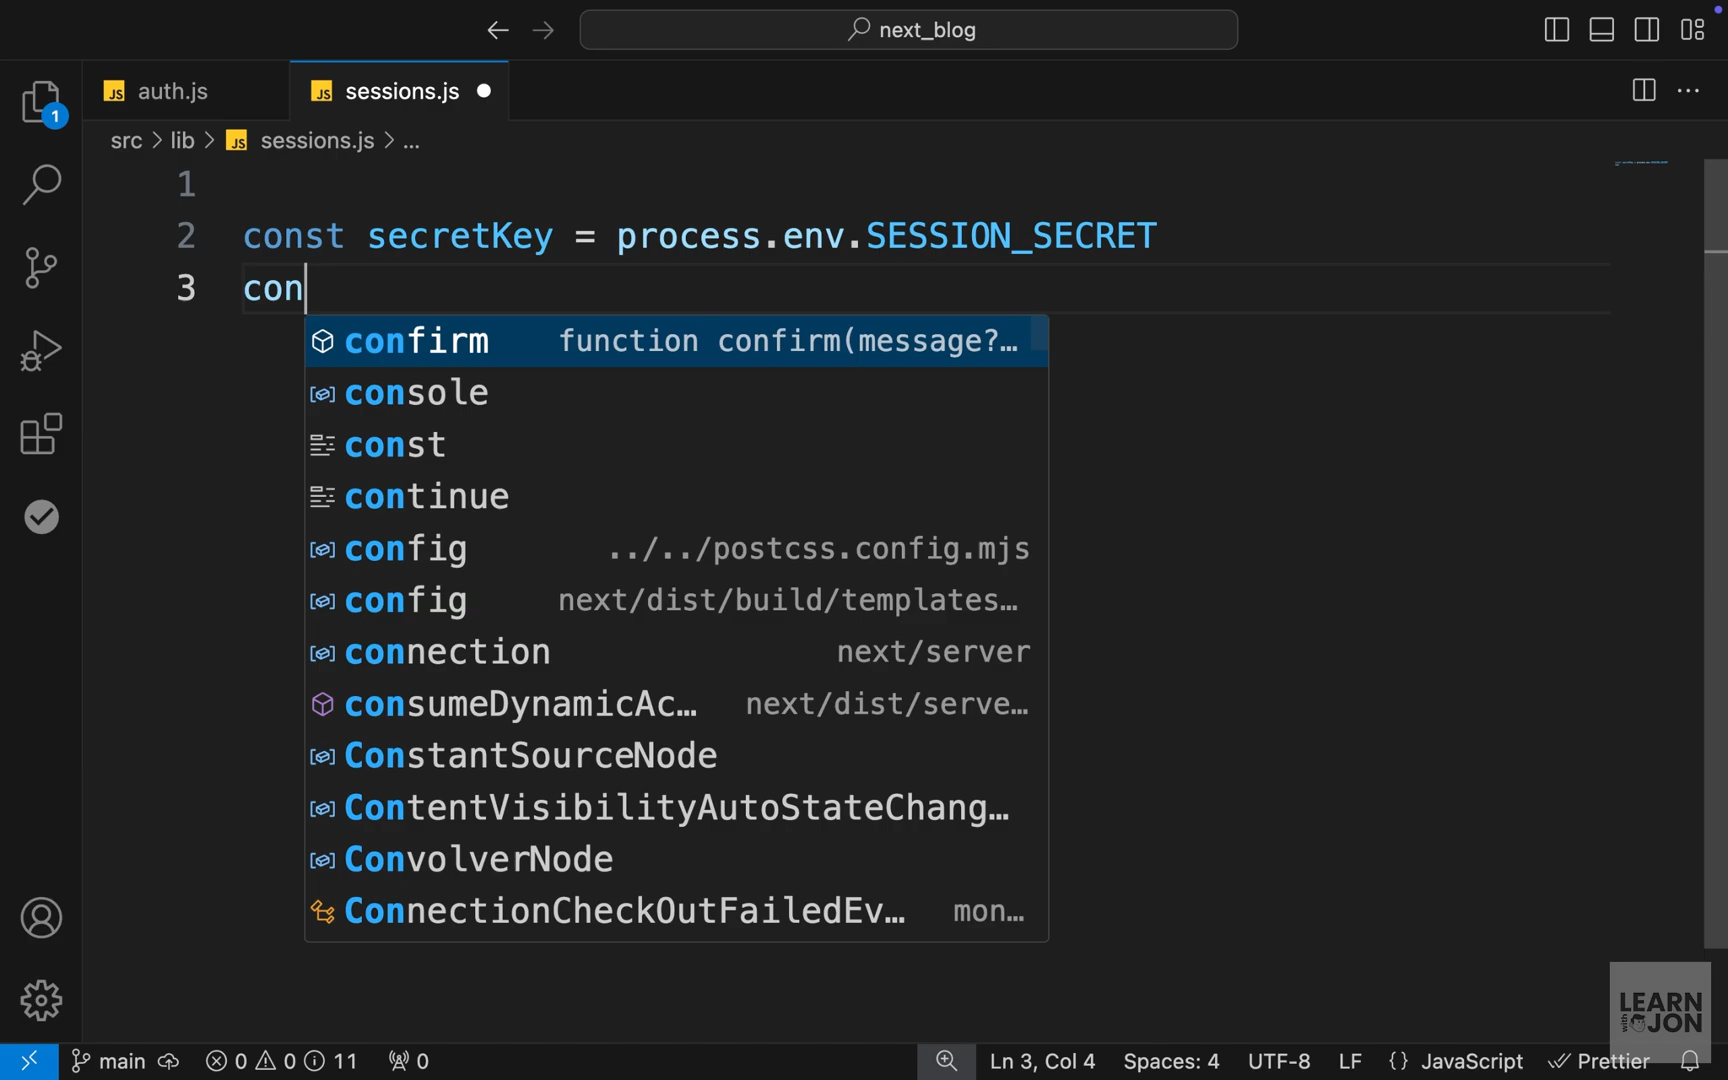 next_blog
auth.js
sessions.js
1
src > lib > JS sessions.js > ...
1
2 const secretKey = process.env.SESSION_SECRET
3 con
confirm function confirm(message?…
console
const
continue
config ../../postcss.config.mjs
config next/dist/build/templates…
connection next/server
consumeDynamicAc… next/dist/serve…
ConstantSourceNode
ContentVisibilityAutoStateChang…
ConvolverNode
ConnectionCheckOutFailedEv… mon…
LEARN
with JON
main 0 0 11 0 Ln 3, Col 4 Spaces: 4 UTF-8 LF {} JavaScript Prettier